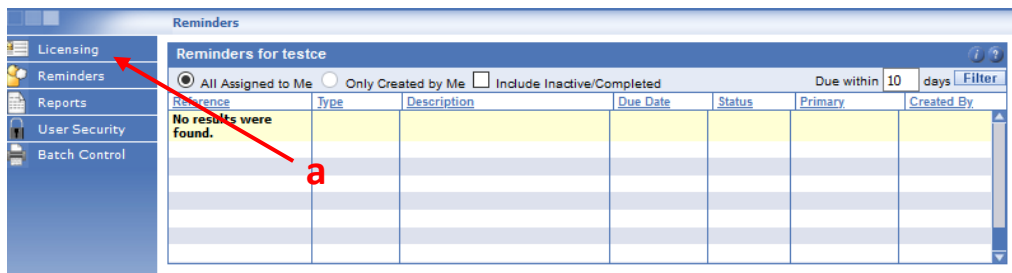 Reminders
Licensing
Reminders
Reports
User Security
Batch Control
Reminders for testce
All Assigned to Me Only Created by Me Include Inactive/Completed Due within 10 days Filter
Reference Type Description Due Date Status Primary Created By
No results were
found.
a